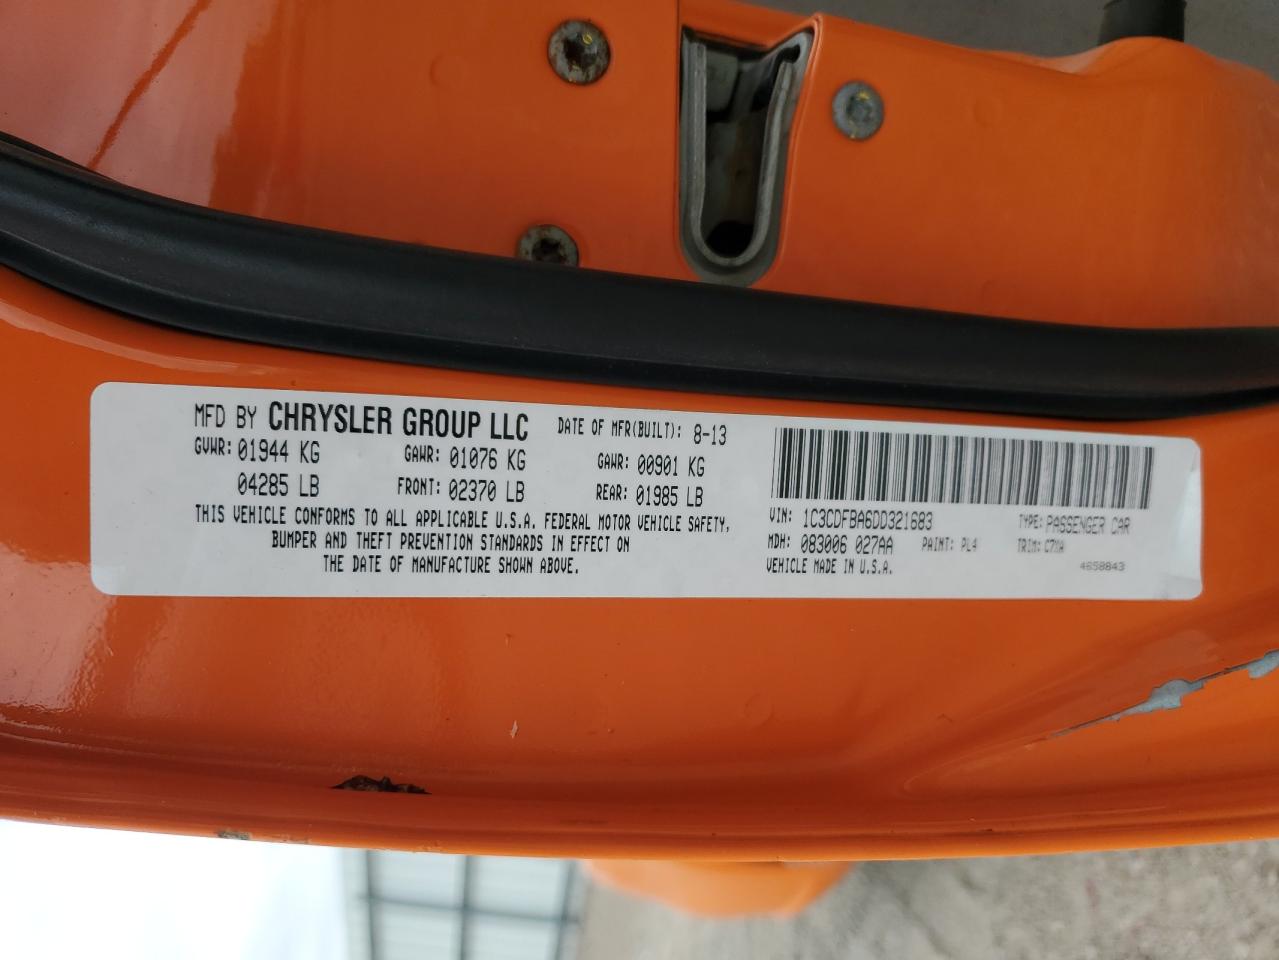 MFD BY CHRYSLER GROUP LLC DATE OF MFR(BUILT): 8-13
GVWR: 01944 KG GAWR: 01076 KG GAWR: 00901 KG
04285 LB FRONT: 02370 LB REAR: 01985 LB
THIS VEHICLE CONFORMS TO ALL APPLICABLE U.S.A. FEDERAL MOTOR VEHICLE SAFETY,
BUMPER AND THEFT PREVENTION STANDARDS IN EFFECT ON
THE DATE OF MANUFACTURE SHOWN ABOVE.
VIN: 1C3CDFBA6DD321683 TYPE: PASSENGER CAR
MDH: 083006 027AA PAINT: PL4 TRIM:
VEHICLE MADE IN U.S.A. 4658843